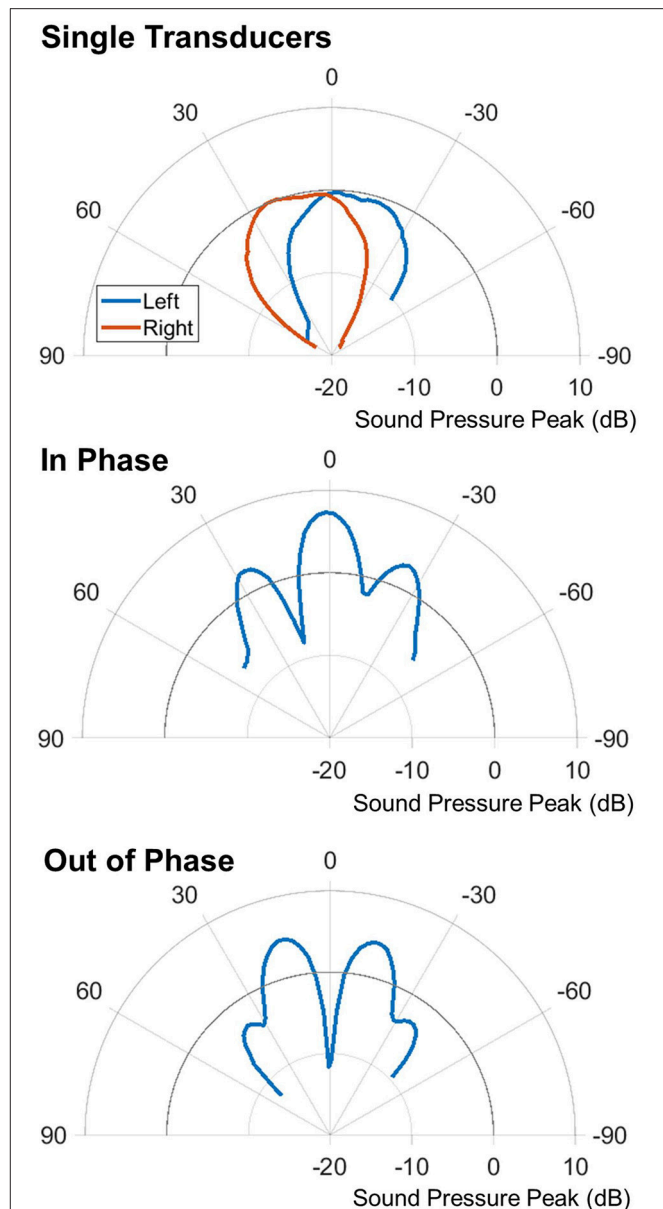 Single Transducers
0
30 -30
60 -60
Left
Right
90 -90
-20 -10 0 10
Sound Pressure Peak (dB)
In Phase
0
30 -30
60 -60
90 -90
-20 -10 0 10
Sound Pressure Peak (dB)
Out of Phase
0
30 -30
60 -60
90 -90
-20 -10 0 10
Sound Pressure Peak (dB)